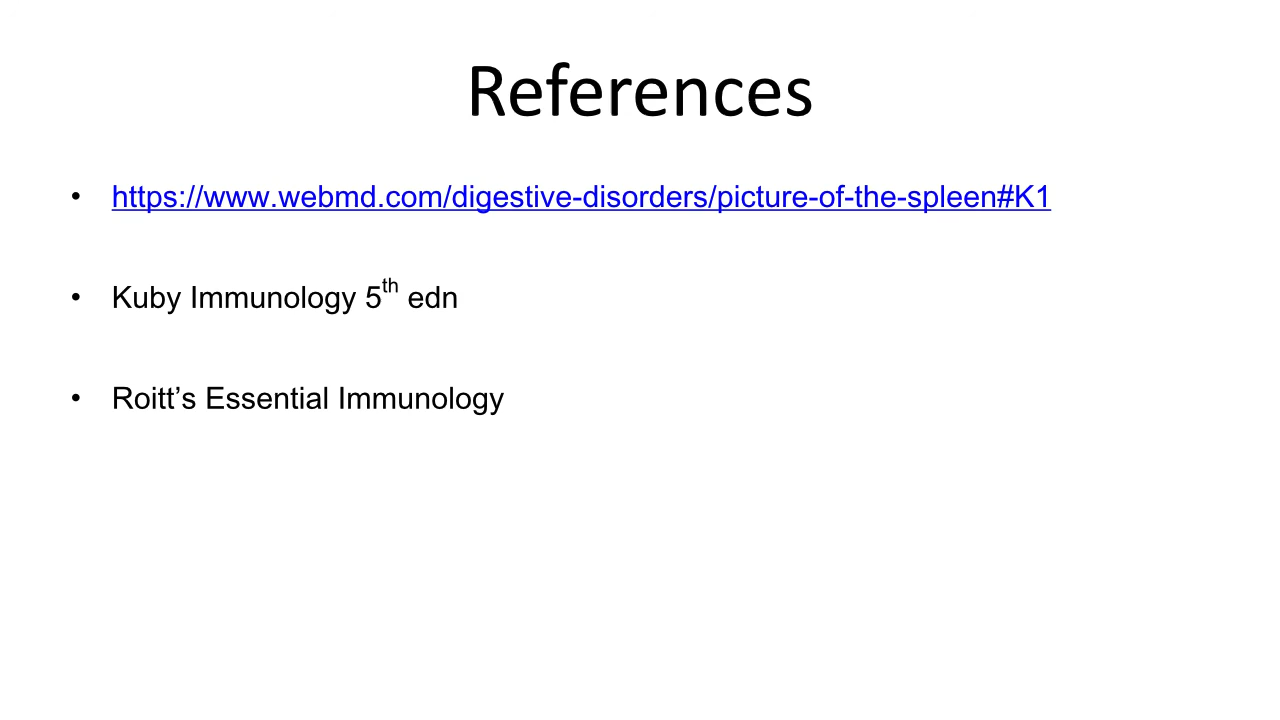 References
• https://www.webmd.com/digestive-disorders/picture-of-the-spleen#K1
• Kuby Immunology 5th edn
• Roitt’s Essential Immunology